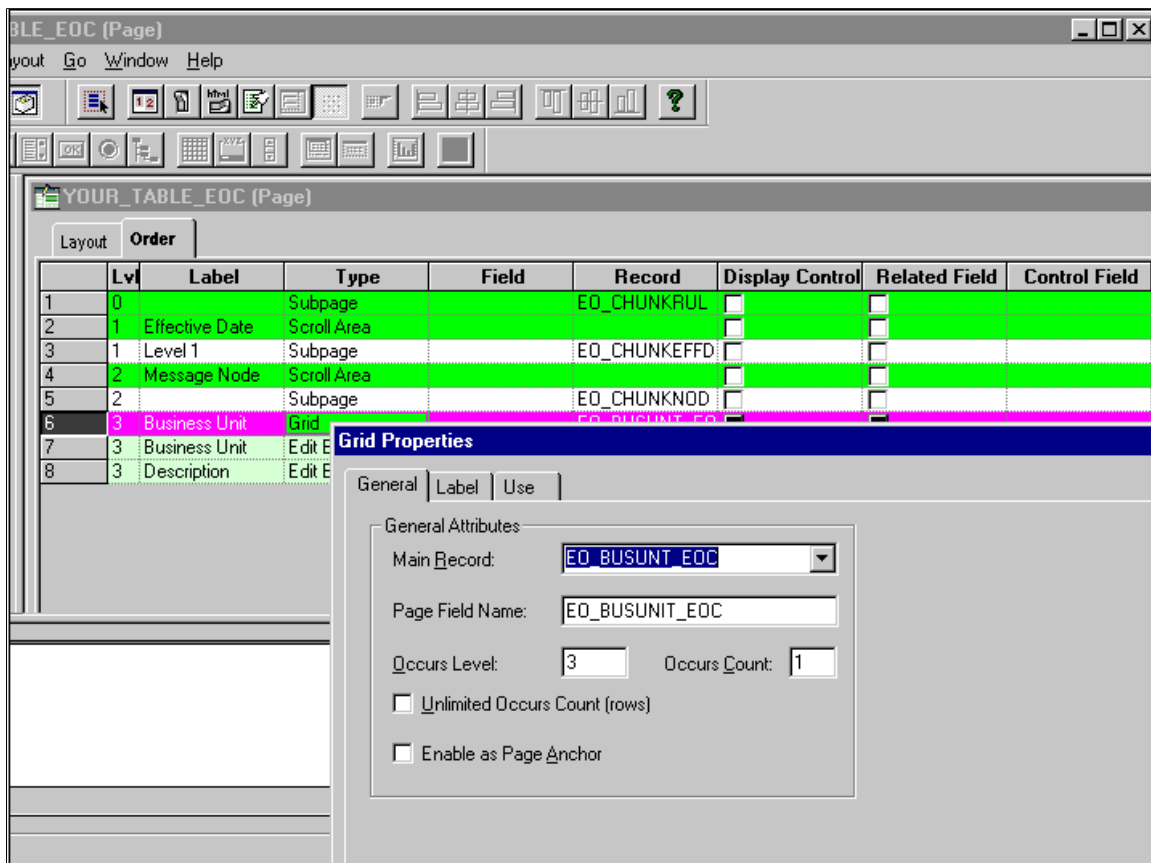 BLE_EOC (Page)
yout Go Window Help
YOUR_TABLE_EOC (Page)
Layout Order
Lvl Label Type Field Record Display Control Related Field Control Field
1 0 Subpage EO_CHUNKRUL
2 1 Effective Date Scroll Area
3 1 Level 1 Subpage EO_CHUNKEFFD
4 2 Message Node Scroll Area
5 2 Subpage EO_CHUNKNOD
6 3 Business Unit Grid EO_BUSUNT_EO
7 3 Business Unit Edit B
8 3 Description Edit B
Grid Properties
General Label Use
General Attributes
Main Record: EO_BUSUNT_EOC
Page Field Name: EO_BUSUNIT_EOC
Occurs Level: 3 Occurs Count: 1
Unlimited Occurs Count (rows)
Enable as Page Anchor